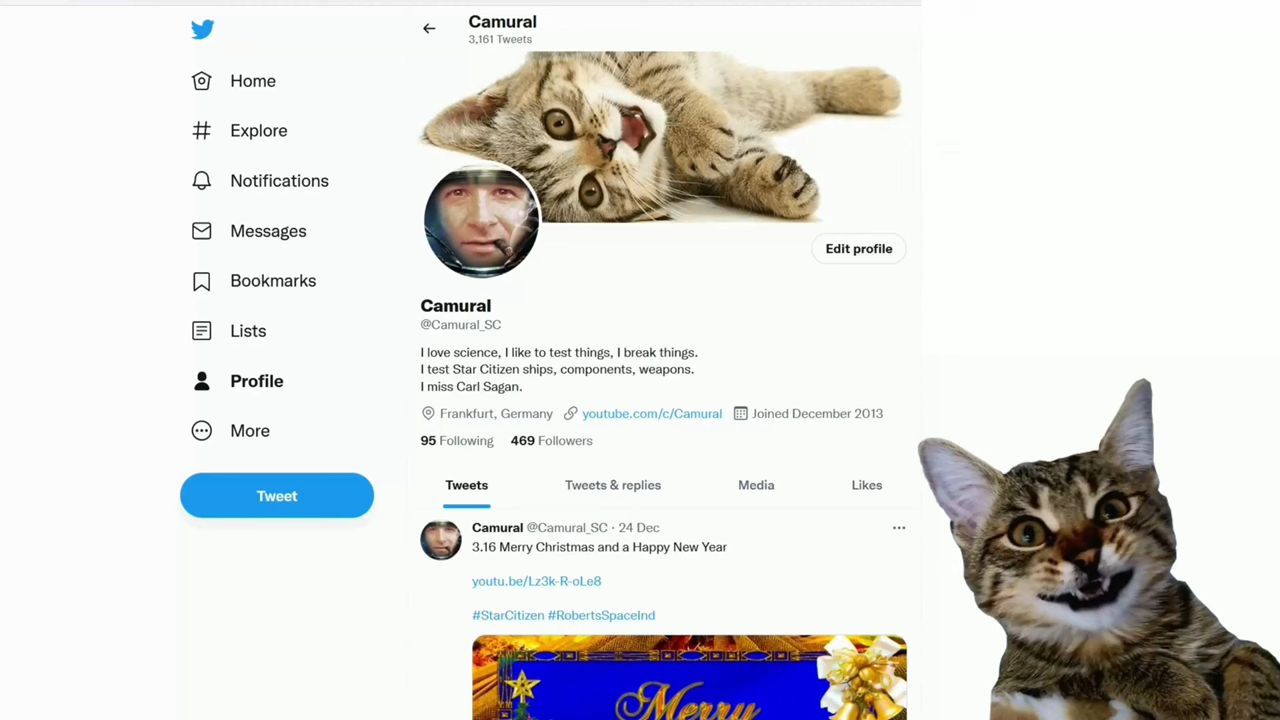 Camural
3,161 Tweets
Home
Explore
Notifications
Messages
Bookmarks
Lists
Profile
More
Tweet
Edit profile
Camural
@Camural_SC
I love science, I like to test things, I break things.
I test Star Citizen ships, components, weapons.
I miss Carl Sagan.
Frankfurt, Germany youtube.com/c/Camural Joined December 2013
95 Following 469 Followers
Tweets Tweets & replies Media Likes
Camural @Camural_SC · 24 Dec
3.16 Merry Christmas and a Happy New Year
youtu.be/Lz3k-R-oLe8
#StarCitizen #RobertsSpaceInd
Merry